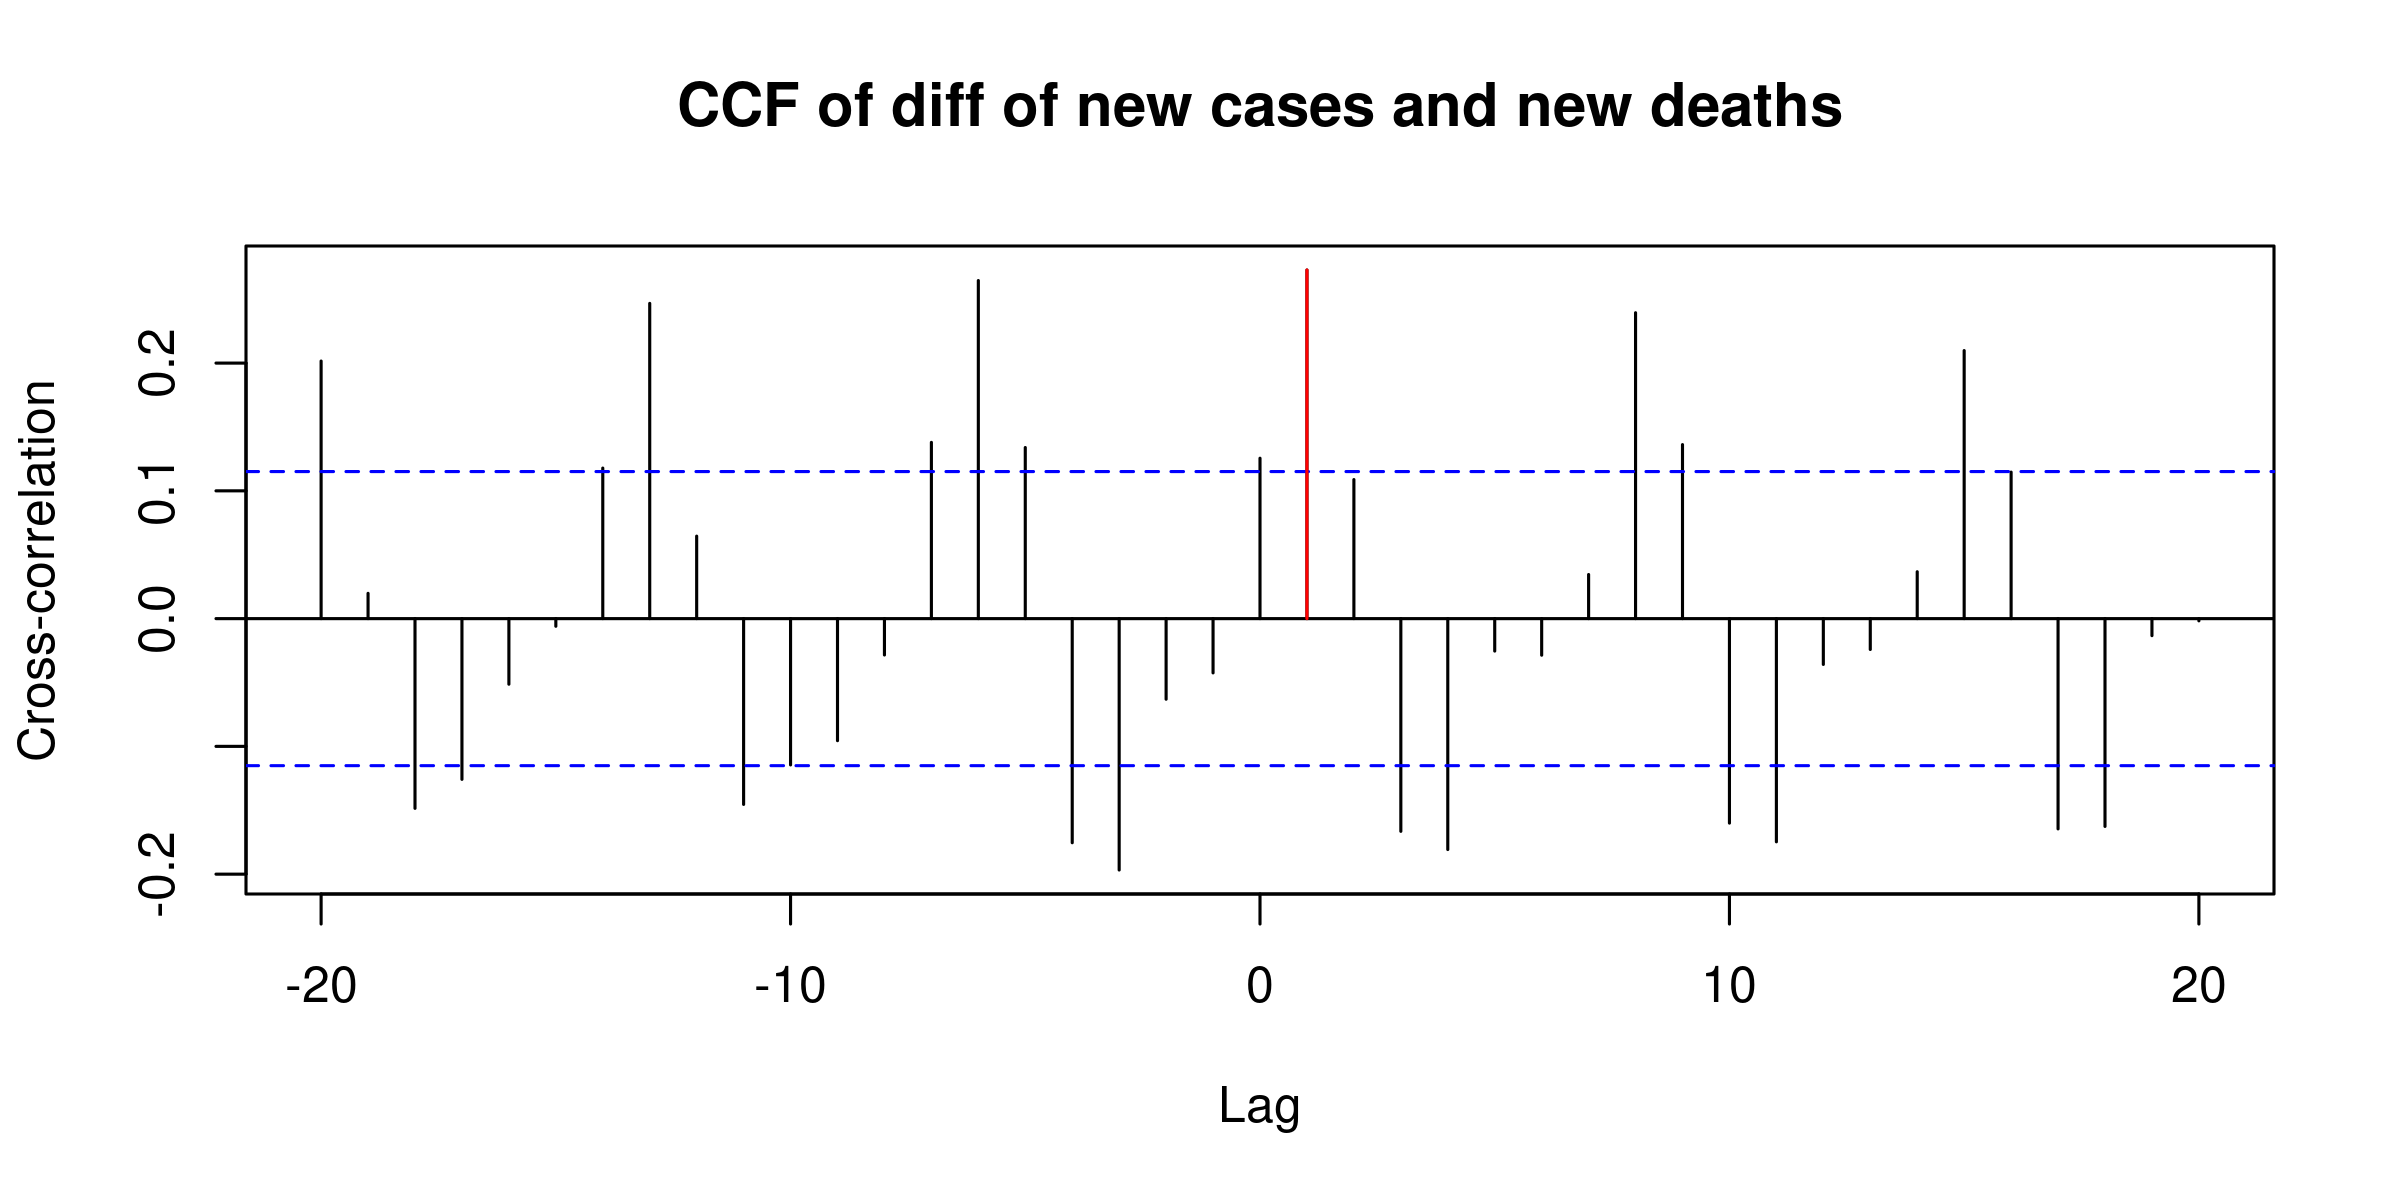 CCF of diff of new cases and new deaths
Cross-correlation
0.2
0.1
0.0
-0.2
-20 -10 0 10 20
Lag